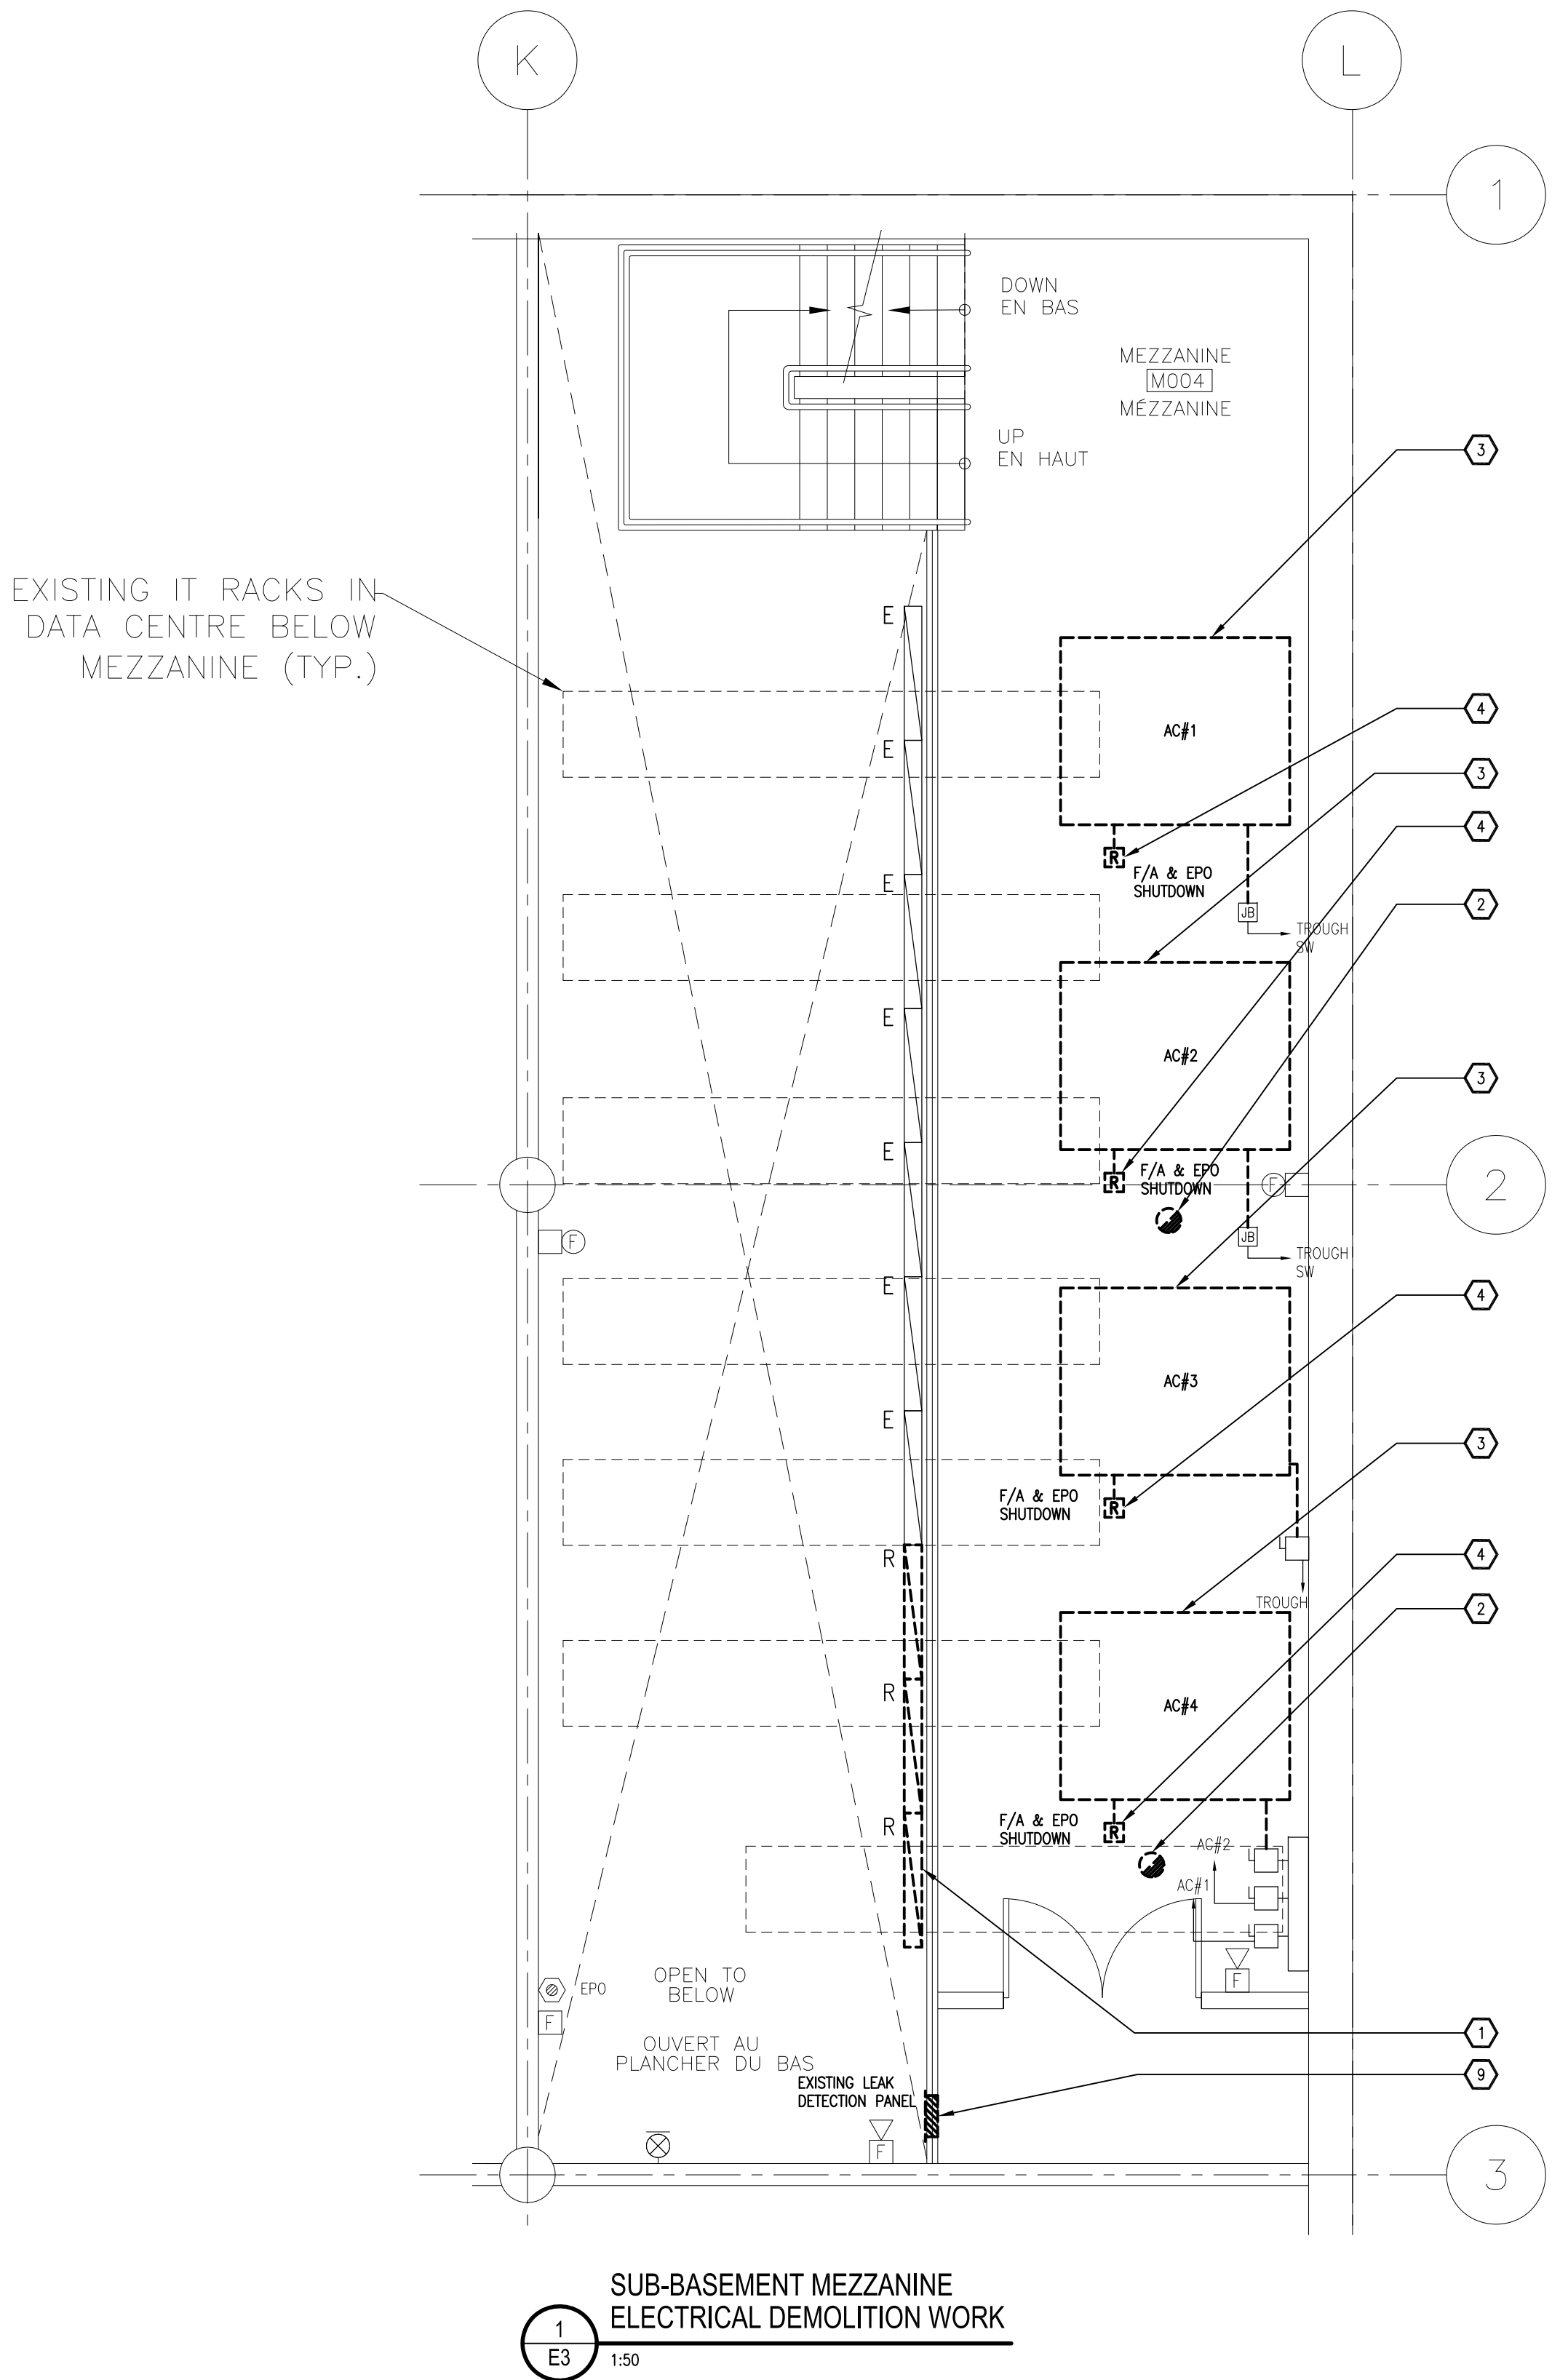 K
L
1
DOWN
EN BAS
MEZZANINE
M004
MÉZZANINE
UP
EN HAUT
3
EXISTING IT RACKS IN
DATA CENTRE BELOW
MEZZANINE (TYP.)
E
4
AC#1
E
3
4
R
F/A & EPO
SHUTDOWN
E
2
JB
TROUGH
SW
E
AC#2
3
E
R
F/A & EPO
SHUTDOWN
F
2
F
JB
TROUGH
SW
E
4
AC#3
E
3
F/A & EPO
SHUTDOWN
R
R
4
TROUGH
2
R
AC#4
R
F/A & EPO
SHUTDOWN
R
AC#2
AC#1
OPEN TO
BELOW
EPO
F
F
OUVERT AU
PLANCHER DU BAS
1
EXISTING LEAK
DETECTION PANEL
9
F
3
SUB-BASEMENT MEZZANINE
ELECTRICAL DEMOLITION WORK
1
E3
1:50